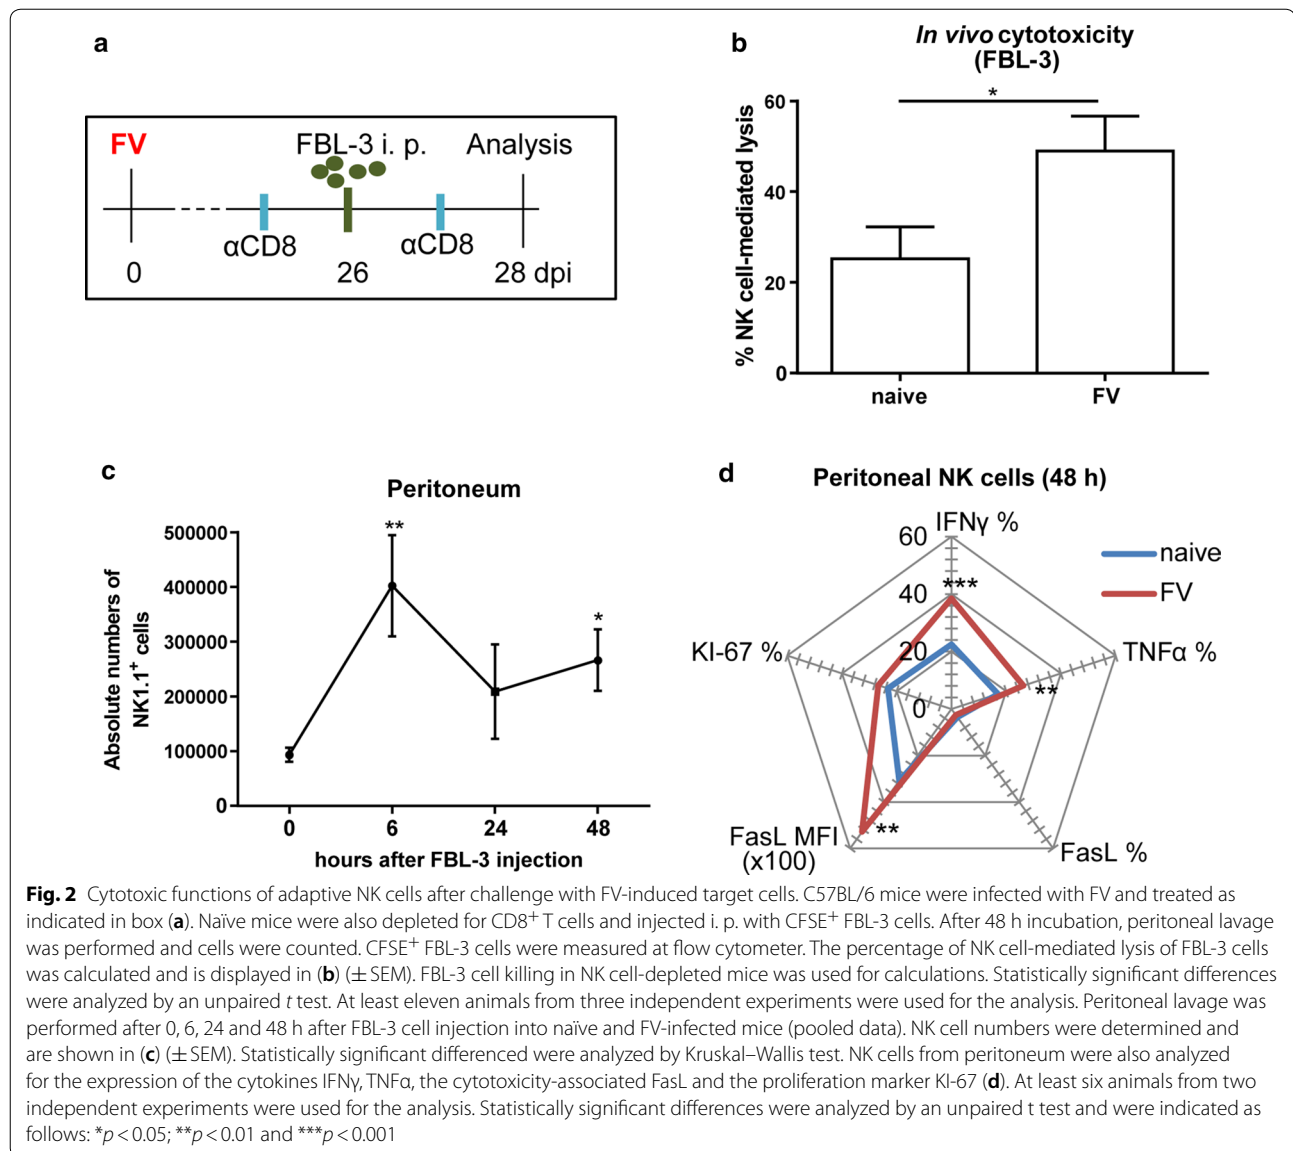 a
FV
FBL-3 i. p.
Analysis
αCD8
αCD8
0
26
28 dpi
b
In vivo cytotoxicity
(FBL-3)
*
% NK cell-mediated lysis
60
40
20
0
naive
FV
c
Peritoneum
Absolute numbers of
NK1.1+ cells
500000
400000
300000
200000
100000
0
**
*
0
6
24
48
hours after FBL-3 injection
d
Peritoneal NK cells (48 h)
IFNγ %
60
40
20
0
***
naive
FV
KI-67 %
TNFα %
**
FasL MFI
(x100)
**
FasL %
Fig. 2 Cytotoxic functions of adaptive NK cells after challenge with FV-induced target cells. C57BL/6 mice were infected with FV and treated as
indicated in box (a). Naïve mice were also depleted for CD8+ T cells and injected i. p. with CFSE+ FBL-3 cells. After 48 h incubation, peritoneal lavage
was performed and cells were counted. CFSE+ FBL-3 cells were measured at flow cytometer. The percentage of NK cell-mediated lysis of FBL-3 cells
was calculated and is displayed in (b) (± SEM). FBL-3 cell killing in NK cell-depleted mice was used for calculations. Statistically significant differences
were analyzed by an unpaired t test. At least eleven animals from three independent experiments were used for the analysis. Peritoneal lavage was
performed after 0, 6, 24 and 48 h after FBL-3 cell injection into naïve and FV-infected mice (pooled data). NK cell numbers were determined and
are shown in (c) (± SEM). Statistically significant differenced were analyzed by Kruskal–Wallis test. NK cells from peritoneum were also analyzed
for the expression of the cytokines IFNγ, TNFα, the cytotoxicity-associated FasL and the proliferation marker KI-67 (d). At least six animals from two
independent experiments were used for the analysis. Statistically significant differences were analyzed by an unpaired t test and were indicated as
follows: *p < 0.05; **p < 0.01 and ***p < 0.001